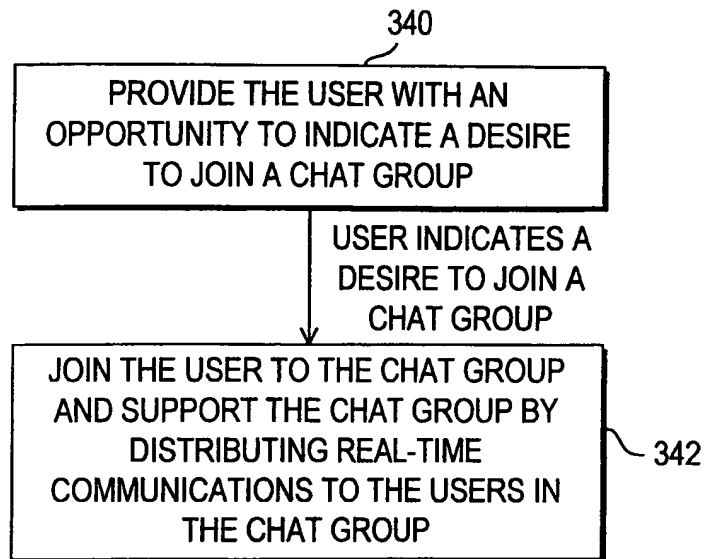 340
PROVIDE THE USER WITH AN
OPPORTUNITY TO INDICATE A DESIRE
TO JOIN A CHAT GROUP
USER INDICATES A
DESIRE TO JOIN A
CHAT GROUP
JOIN THE USER TO THE CHAT GROUP
AND SUPPORT THE CHAT GROUP BY
DISTRIBUTING REAL-TIME
COMMUNICATIONS TO THE USERS IN
THE CHAT GROUP
342